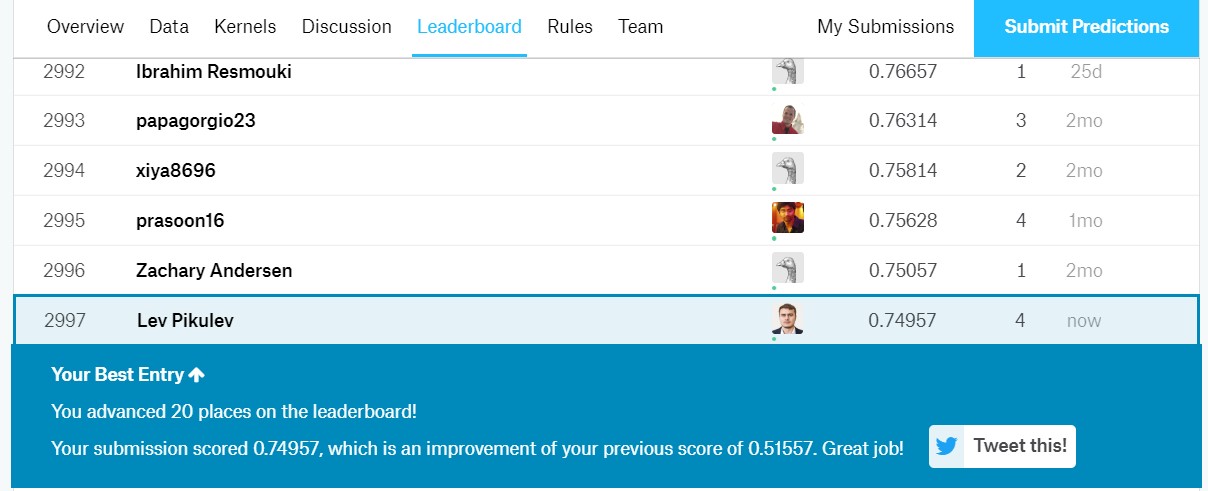 Overview Data Kernels Discussion Leaderboard Rules Team My Submissions Submit Predictions
2992 Ibrahim Resmouki 0.76657 1 25d
2993 papagorgio23 0.76314 3 2mo
2994 xiya8696 0.75814 2 2mo
2995 prasoon16 0.75628 4 1mo
2996 Zachary Andersen 0.75057 1 2mo
2997 Lev Pikulev 0.74957 4 now
Your Best Entry ↑
You advanced 20 places on the leaderboard!
Your submission scored 0.74957, which is an improvement of your previous score of 0.51557. Great job! Tweet this!